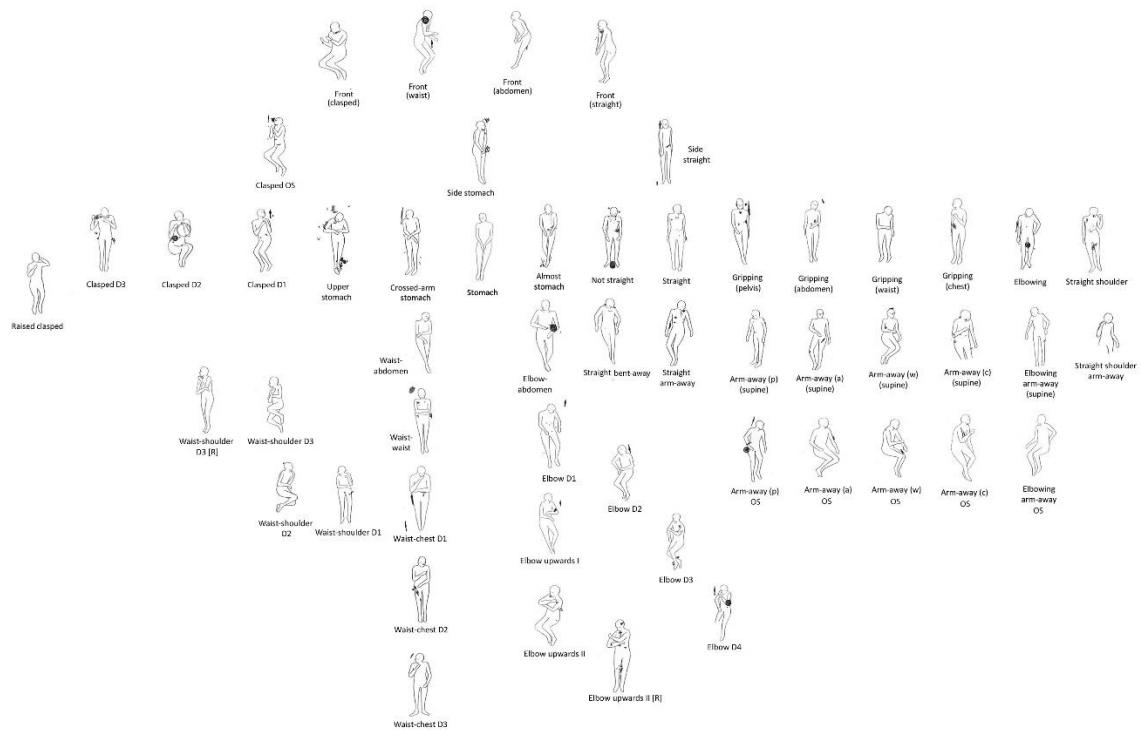 Front
(clasped)
Front
(waist)
Front
(abdomen)
Front
(straight)
Clasped OS
Side stomach
Side
straight
Raised clasped
Clasped D3
Clasped D2
Clasped D1
Upper
stomach
Crossed-arm
stomach
Stomach
Almost
stomach
Not straight
Straight
Gripping
(pelvis)
Gripping
(abdomen)
Gripping
(waist)
Gripping
(chest)
Elbowing
Straight shoulder
Waist-
abdomen
Elbow-
abdomen
Straight bent-away
Straight
arm-away
Arm-away (p)
(supine)
Arm-away (a)
(supine)
Arm-away (w)
(supine)
Arm-away (c)
(supine)
Elbowing
arm-away
(supine)
Straight shoulder
arm-away
Waist-shoulder
D3 [R]
Waist-shoulder D3
Waist-
waist
Elbow D1
Elbow D2
Arm-away (p)
OS
Arm-away (a)
OS
Arm-away (w)
OS
Arm-away (c)
OS
Elbowing
arm-away
OS
Waist-shoulder
D2
Waist-shoulder D1
Waist-chest D1
Elbow upwards I
Elbow D3
Waist-chest D2
Elbow upwards II
Elbow D4
Elbow upwards II [R]
Waist-chest D3